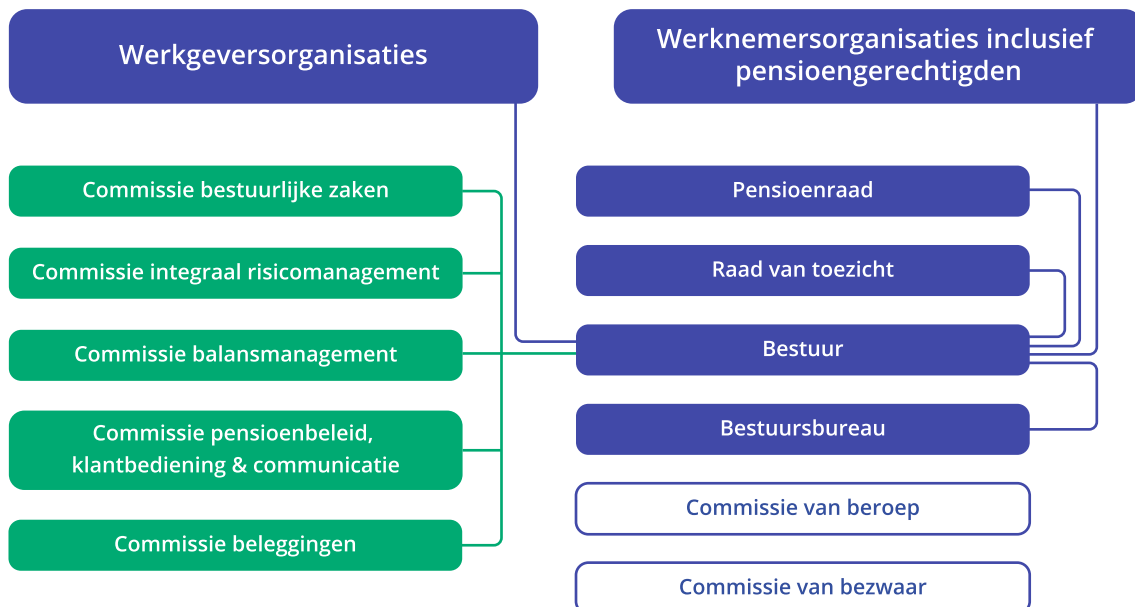 Werkgeversorganisaties
Werknemersorganisaties inclusief
pensioengerechtigden
Commissie bestuurlijke zaken
Commissie integraal risicomanagement
Commissie balansmanagement
Commissie pensioenbeleid,
klantbediening & communicatie
Commissie beleggingen
Pensioenraad
Raad van toezicht
Bestuur
Bestuursbureau
Commissie van beroep
Commissie van bezwaar